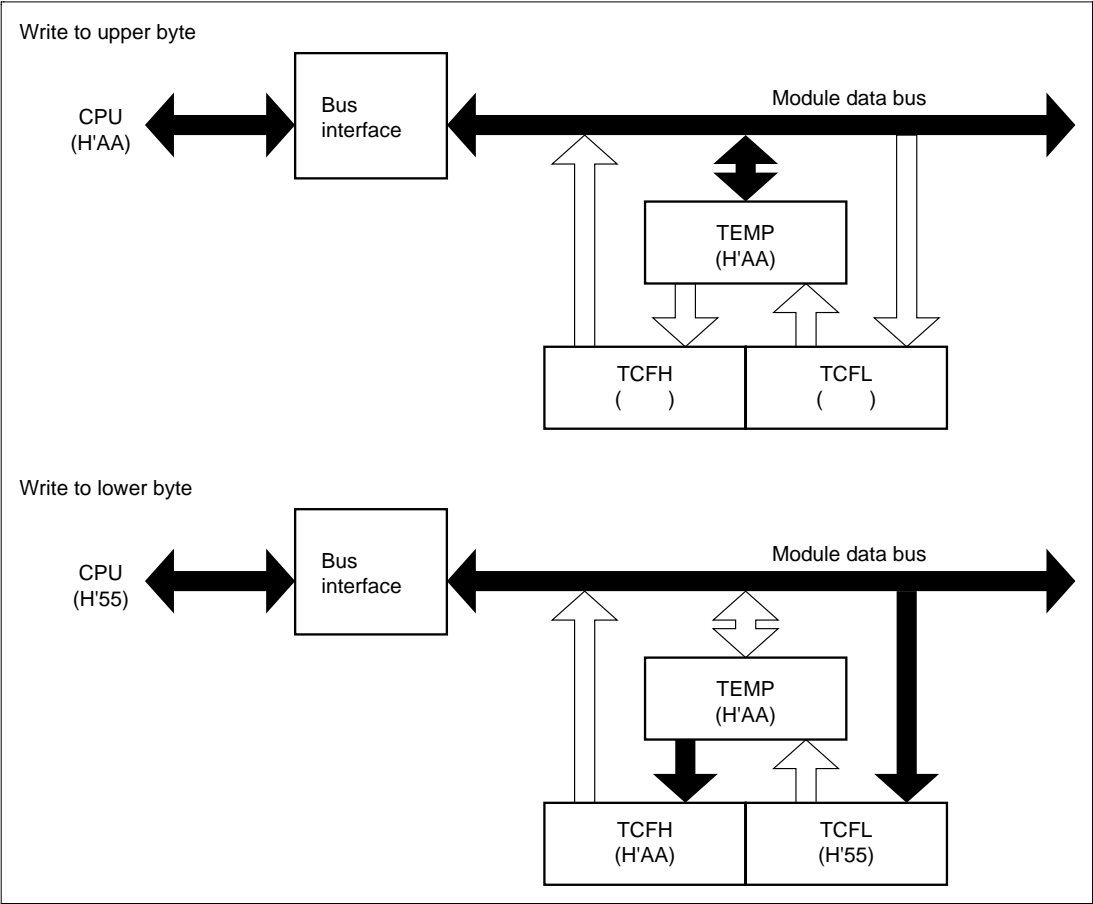 Write to upper byte
CPU
(H'AA)
Bus
interface
Module data bus
TEMP
(H'AA)
TCFH
( )
TCFL
( )
Write to lower byte
CPU
(H'55)
Bus
interface
Module data bus
TEMP
(H'AA)
TCFH
(H'AA)
TCFL
(H'55)